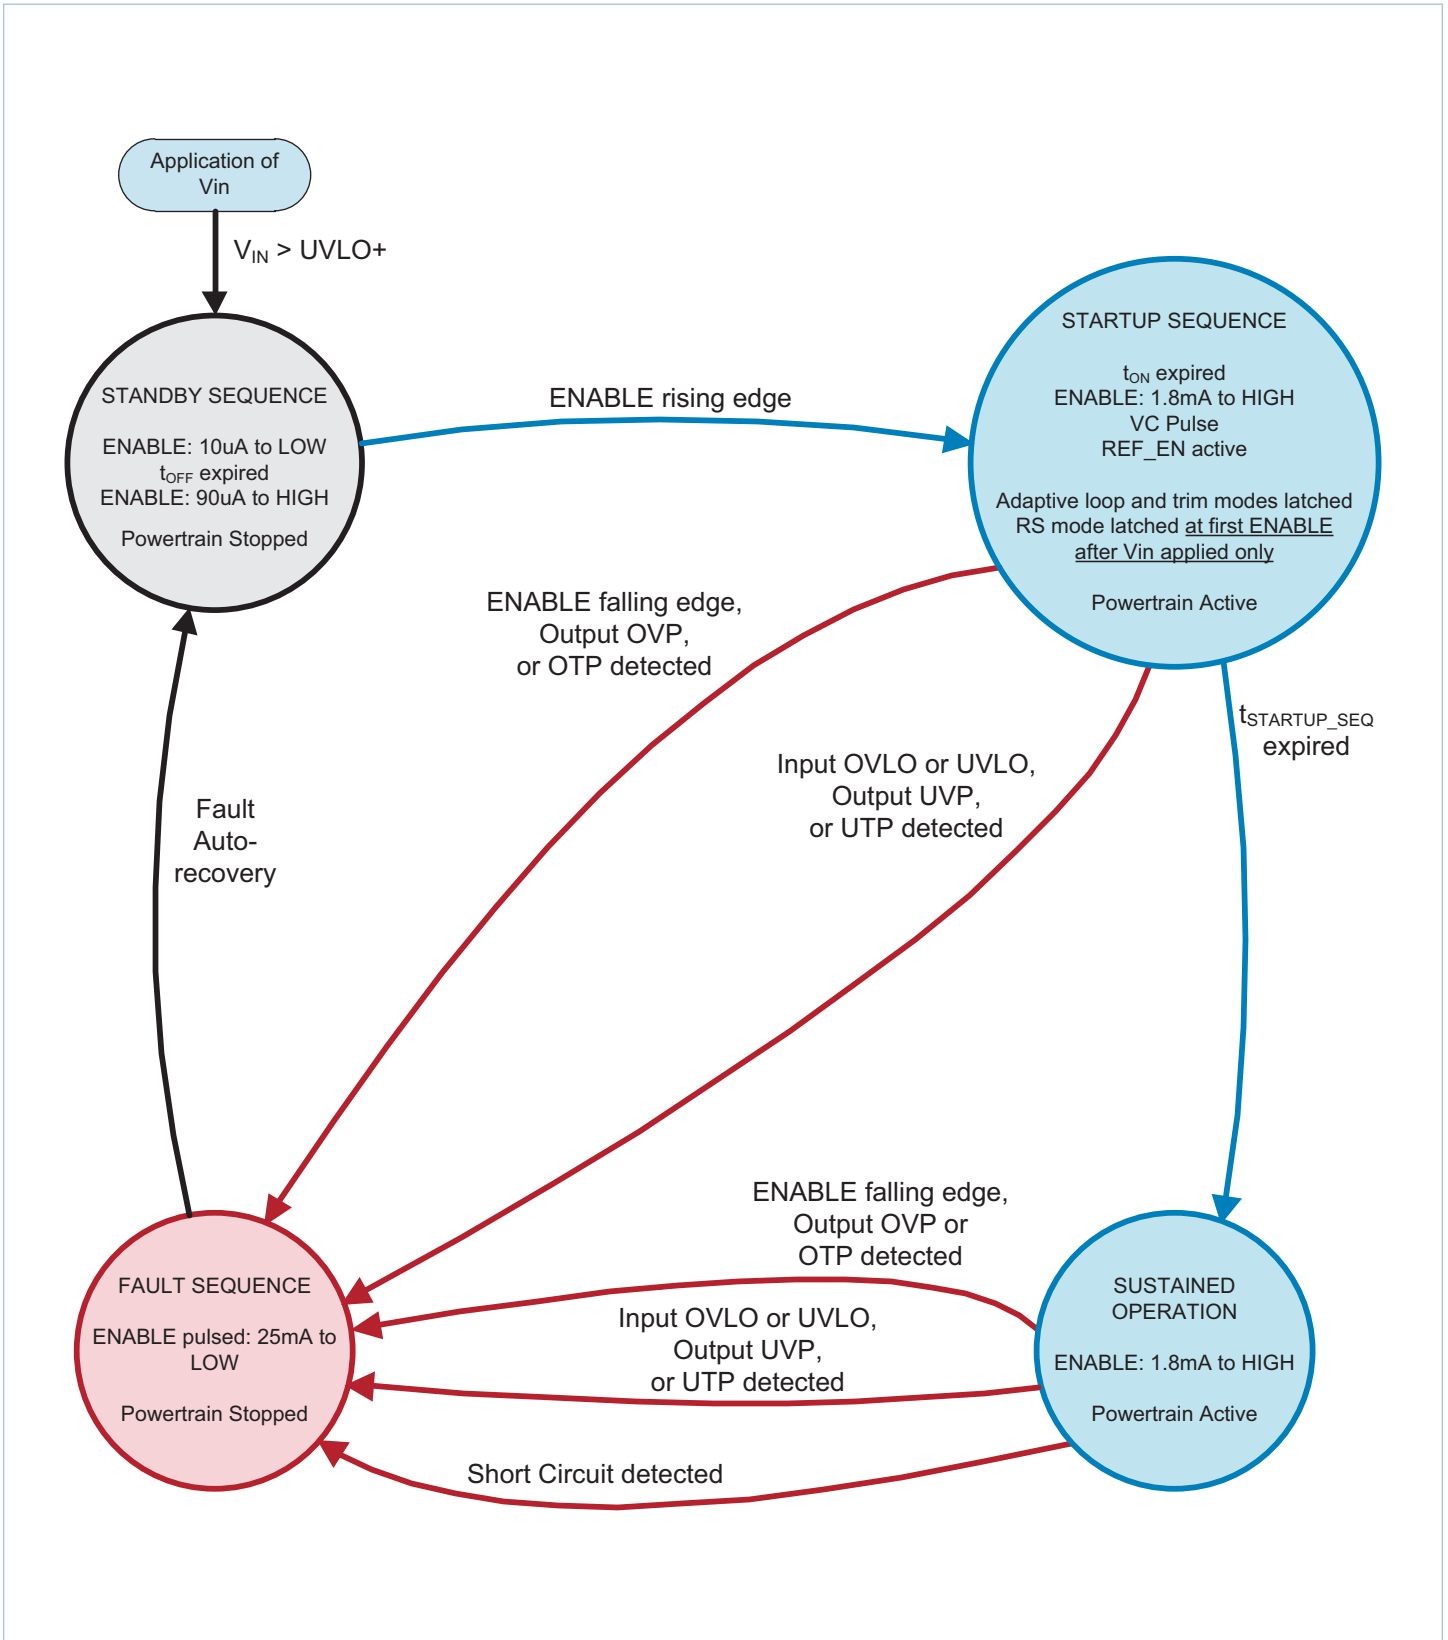 Application of
Vin
V_IN > UVLO+
STANDBY SEQUENCE
ENABLE: 10uA to LOW
t_OFF expired
ENABLE: 90uA to HIGH
Powertrain Stopped
ENABLE rising edge
STARTUP SEQUENCE
t_ON expired
ENABLE: 1.8mA to HIGH
VC Pulse
REF_EN active
Adaptive loop and trim modes latched
RS mode latched at first ENABLE
after Vin applied only
Powertrain Active
ENABLE falling edge,
Output OVP,
or OTP detected
Input OVLO or UVLO,
Output UVP,
or UTP detected
t_STARTUP_SEQ
expired
Fault
Auto-
recovery
ENABLE falling edge,
Output OVP or
OTP detected
FAULT SEQUENCE
ENABLE pulsed: 25mA to
LOW
Powertrain Stopped
Input OVLO or UVLO,
Output UVP,
or UTP detected
SUSTAINED
OPERATION
ENABLE: 1.8mA to HIGH
Powertrain Active
Short Circuit detected